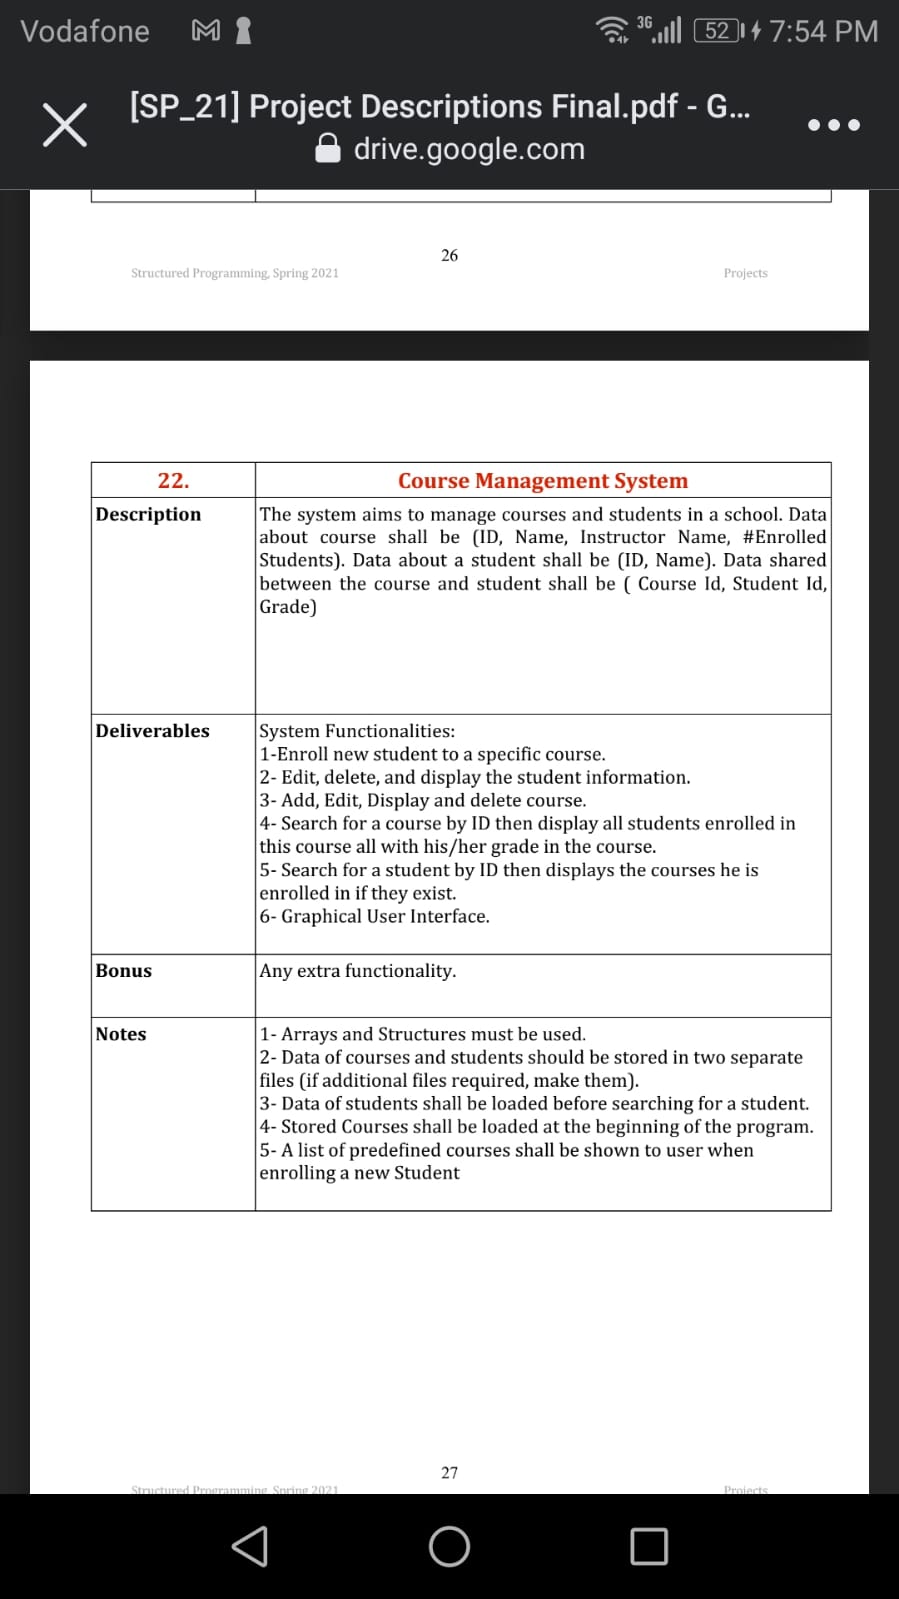 Vodafone
3G 52 7:54 PM
[SP_21] Project Descriptions Final.pdf - G...
drive.google.com
26
Structured Programming, Spring 2021 Projects
22. Course Management System
Description The system aims to manage courses and students in a school. Data
about course shall be (ID, Name, Instructor Name, #Enrolled
Students). Data about a student shall be (ID, Name). Data shared
between the course and student shall be ( Course Id, Student Id,
Grade)
Deliverables System Functionalities:
1-Enroll new student to a specific course.
2- Edit, delete, and display the student information.
3- Add, Edit, Display and delete course.
4- Search for a course by ID then display all students enrolled in
this course all with his/her grade in the course.
5- Search for a student by ID then displays the courses he is
enrolled in if they exist.
6- Graphical User Interface.
Bonus Any extra functionality.
Notes 1- Arrays and Structures must be used.
2- Data of courses and students should be stored in two separate
files (if additional files required, make them).
3- Data of students shall be loaded before searching for a student.
4- Stored Courses shall be loaded at the beginning of the program.
5- A list of predefined courses shall be shown to user when
enrolling a new Student
27
Structured Programming, Spring 2021 Projects